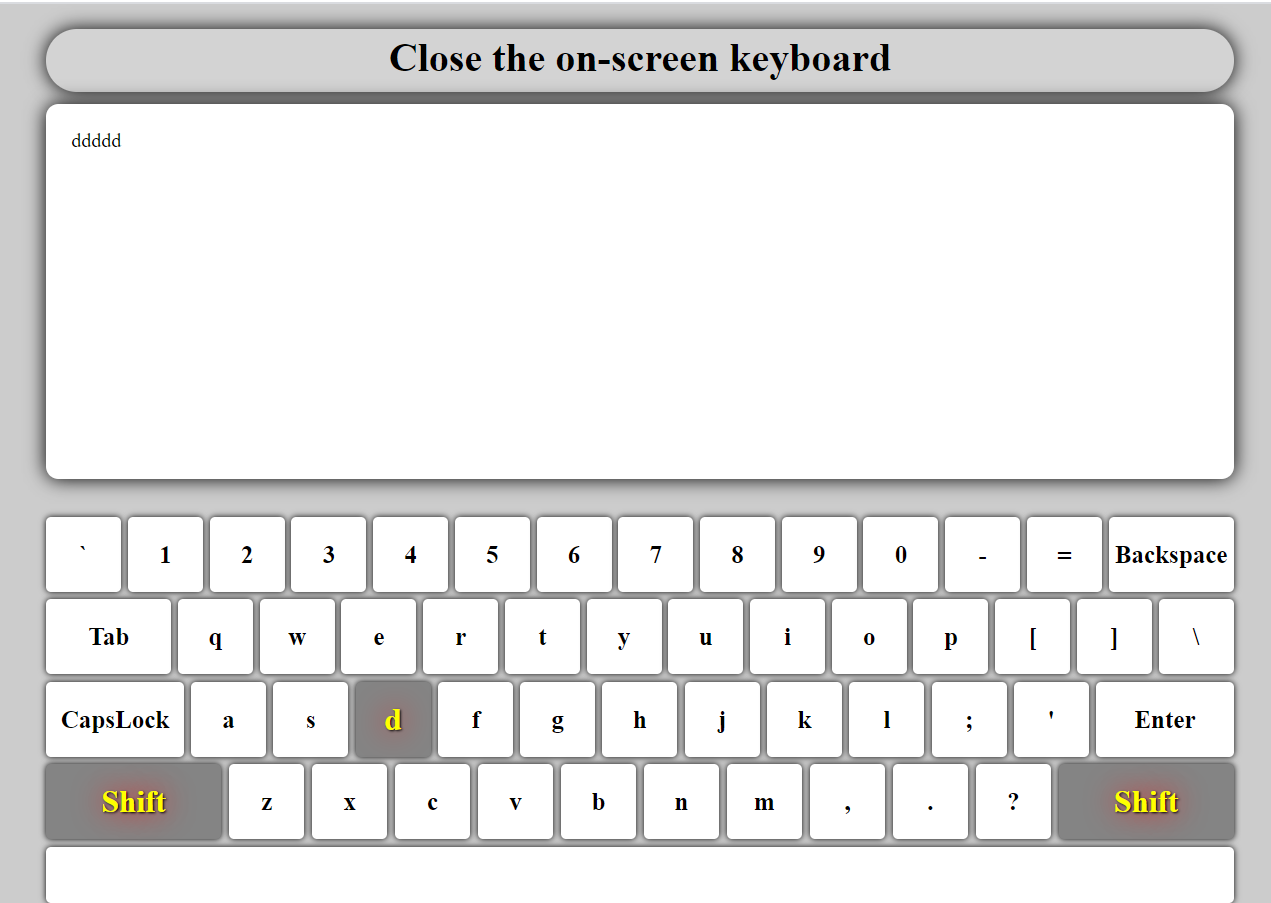 Close the on-screen keyboard
ddddd
` 1 2 3 4 5 6 7 8 9 0 - = Backspace
Tab q w e r t y u i o p [ ] \
CapsLock a s d f g h j k l ; ' Enter
Shift z x c v b n m , . ? Shift